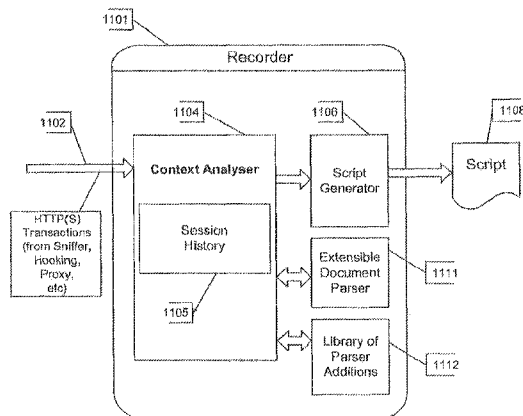 1101
Recorder
1102
1104
1106
1108
Context Analyser
Script
Generator
Script
HTTP(S)
Transactions
(from Sniffer,
Hooking,
Proxy,
etc)
Session
History
1105
Extensible
Document
Parser
1111
Library of
Parser
Additions
1112